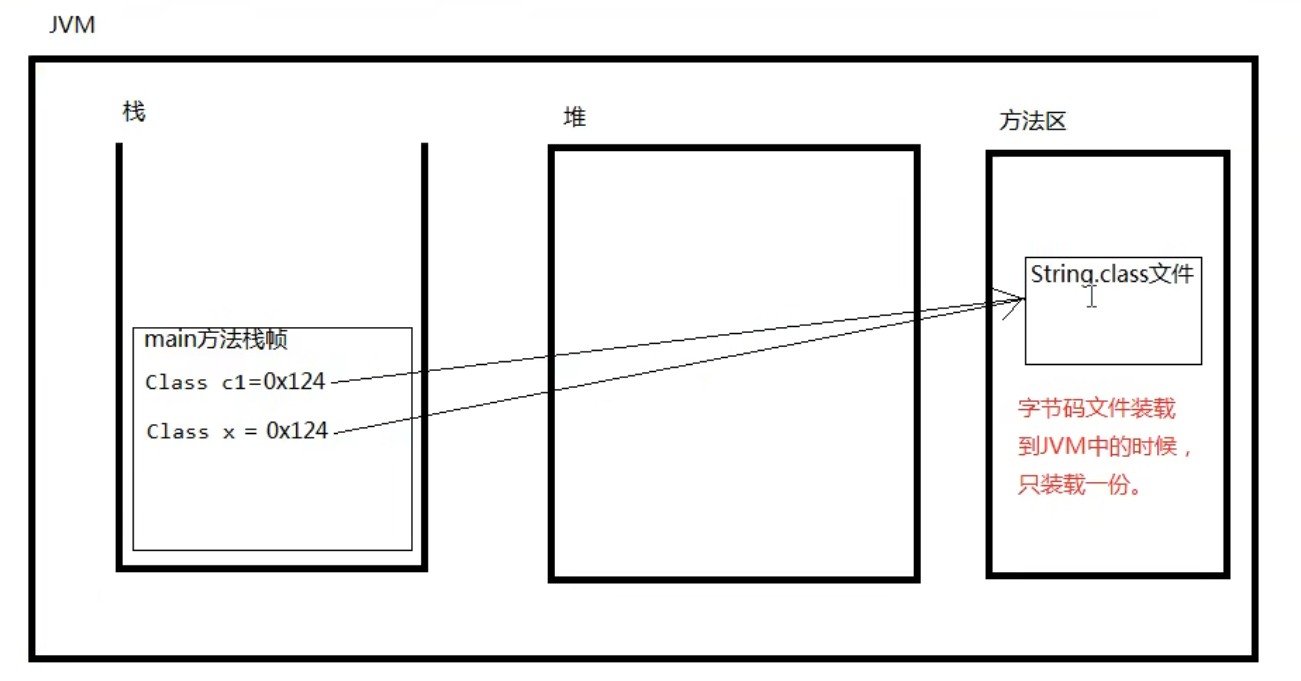 JVM
栈
堆
方法区
String.class文件
main方法栈帧
Class c1=0x124
Class x = 0x124
字节码文件装载
到JVM中的时候，
只装载一份。